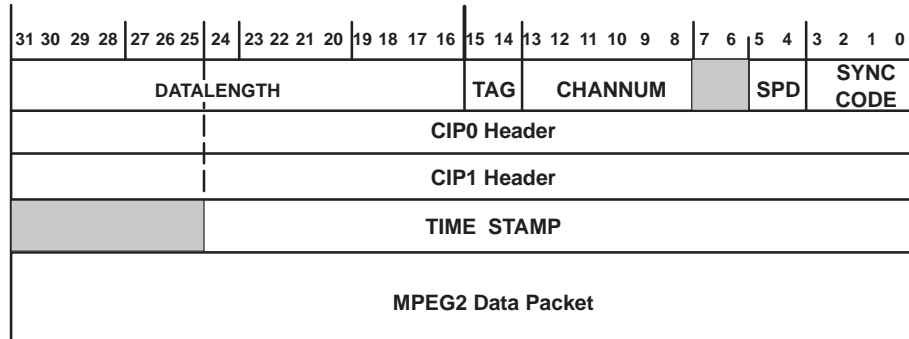 31 30 29 28 27 26 25 24 23 22 21 20 19 18 17 16 15 14 13 12 11 10 9 8 7 6 5 4 3 2 1 0
DATALENGTH TAG CHANNUM SPD SYNC CODE
CIP0 Header
CIP1 Header
TIME STAMP
MPEG2 Data Packet